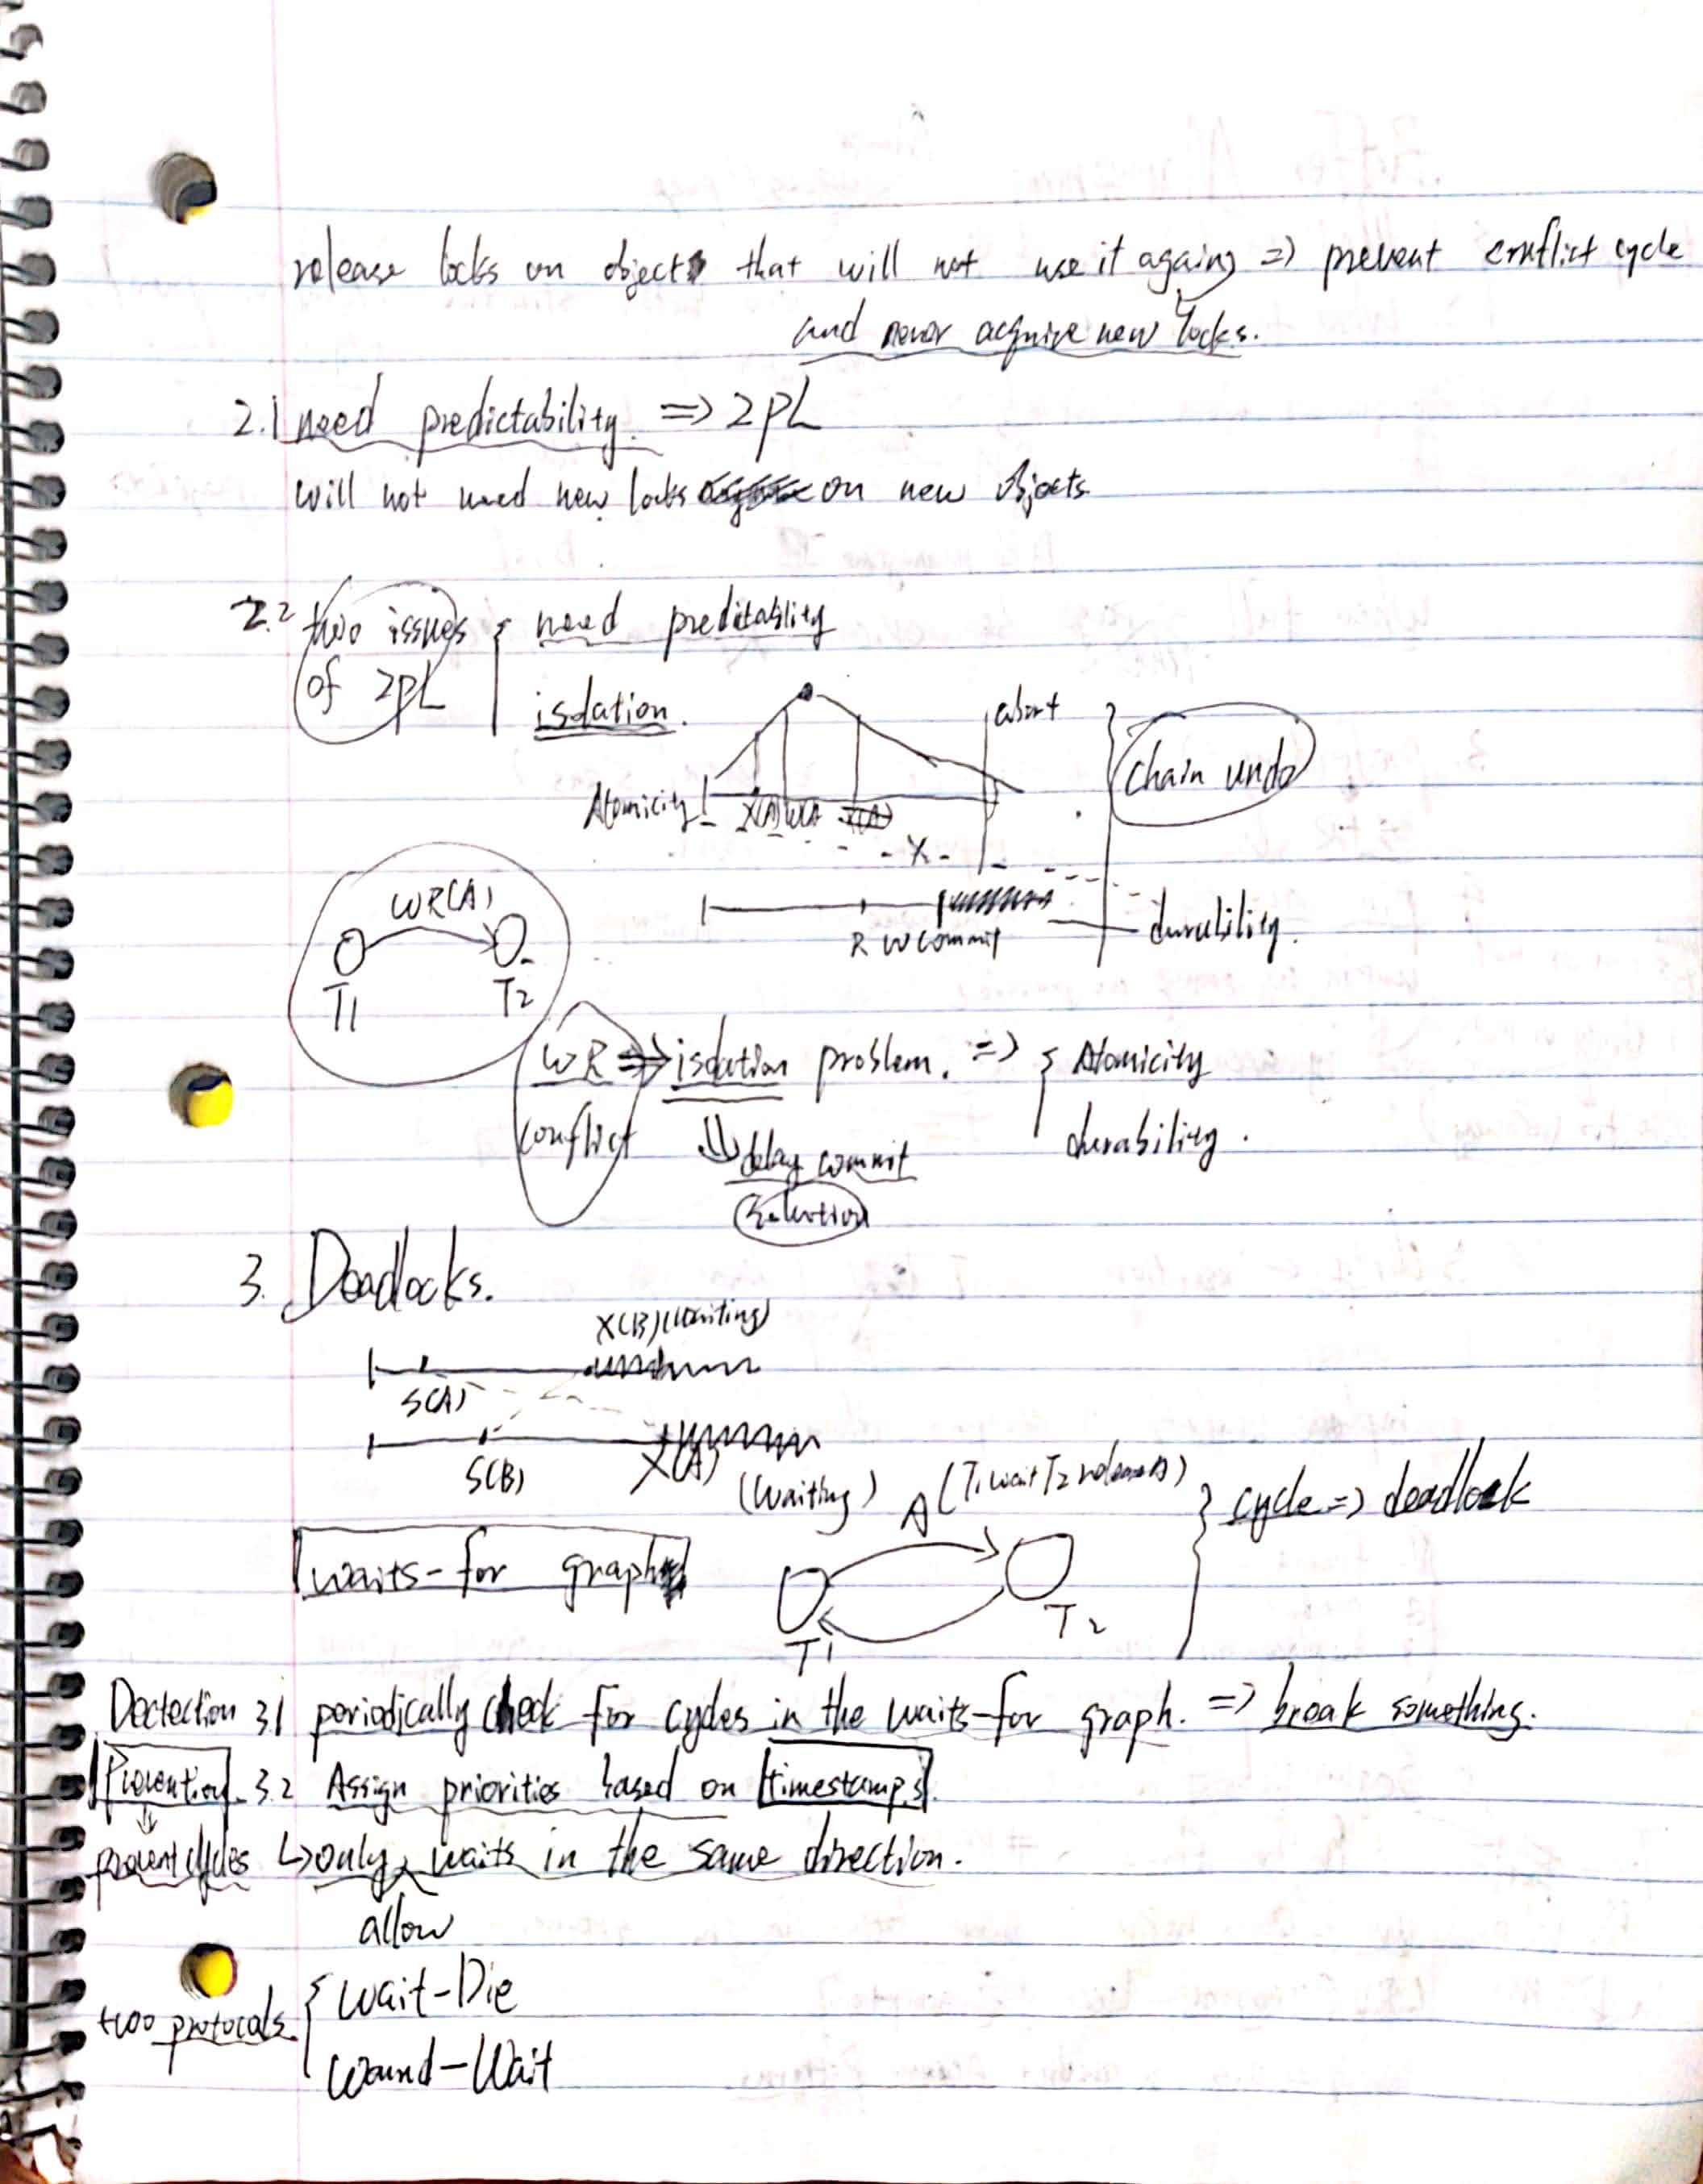 release locks on objects that will not use it again, => prevent conflict cycle
and never acquire new locks.
2.1 need predictability. => 2PL
will not need new locks on new objects.
2.2 two issues of 2PL { need preditability
isolation.
abort
Atomicity
X(A)
- X -
chain undo
R W commit
durability.
WR(A)
T1 T2
WR => isolation problem. => { Atomicity
conflict
durability.
delay commit
Solution
3. Deadlocks.
X(B) (waiting)
S(A)
S(B) X(A) (waiting)
A (T1 wait T2 release A)
} cycle => deadlock
waits-for graph
T1 T2
Dectection 3.1 periodically check for cycles in the waits-for graph. => break something.
Prevention. 3.2 Assign priorities based on timestamps.
prevent cycles ↳ only allow waits in the same direction.
two protocals { Wait-Die
Wound-Wait